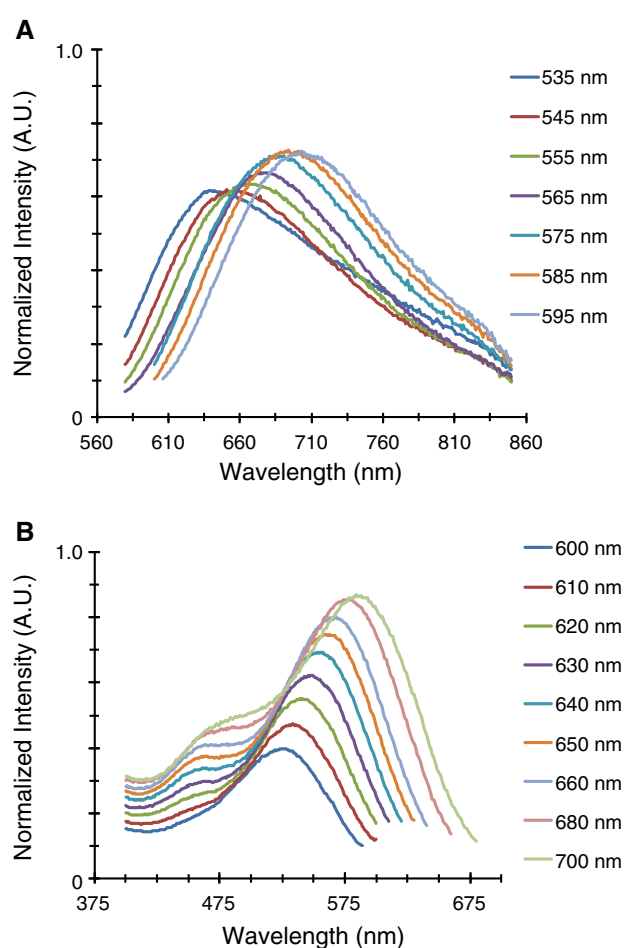 A
1.0
Normalized Intensity (A.U.)
0
560 610 660 710 760 810 860
Wavelength (nm)
535 nm
545 nm
555 nm
565 nm
575 nm
585 nm
595 nm
B
1.0
Normalized Intensity (A.U.)
0
375 475 575 675
Wavelength (nm)
600 nm
610 nm
620 nm
630 nm
640 nm
650 nm
660 nm
680 nm
700 nm